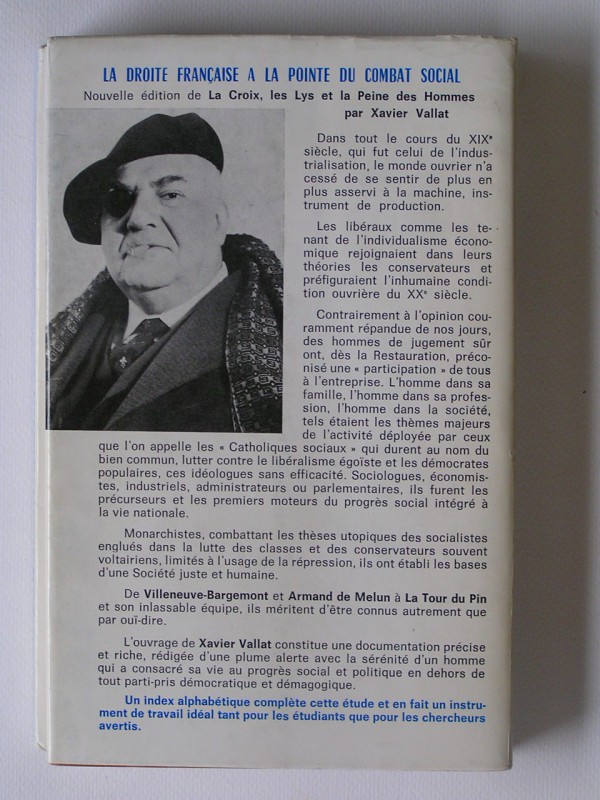 LA DROITE FRANÇAISE A LA POINTE DU COMBAT SOCIAL
Nouvelle édition de La Croix, les Lys et la Peine des Hommes
par Xavier Vallat
Dans tout le cours du XIXe
siècle, qui fut celui de l'indus-
trialisation, le monde ouvrier n'a
cessé de se sentir de plus en
plus asservi à la machine, ins-
trument de production.
Les libéraux comme les te-
nant de l'individualisme écono-
mique rejoignaient dans leurs
théories les conservateurs et
préfiguraient l'inhumaine condi-
tion ouvrière du XXe siècle.
Contrairement à l'opinion cou-
ramment répandue de nos jours,
des hommes de jugement sûr
ont, dès la Restauration, préco-
nisé une « participation » de tous
à l'entreprise. L'homme dans sa
famille, l'homme dans sa profes-
sion, l'homme dans la société,
tels étaient les thèmes majeurs
de l'activité déployée par ceux
que l'on appelle les « Catholiques sociaux » qui durent au nom du
bien commun, lutter contre le libéralisme égoïste et les démocrates
populaires, ces idéologues sans efficacité. Sociologues, économis-
tes, industriels, administrateurs ou parlementaires, ils furent les
précurseurs et les premiers moteurs du progrès social intégré à
la vie nationale.
Monarchistes, combattant les thèses utopiques des socialistes
englués dans la lutte des classes et des conservateurs souvent
voltairiens, limités à l'usage de la répression, ils ont établi les bases
d'une Société juste et humaine.
De Villeneuve-Bargemont et Armand de Melun à La Tour du Pin
et son inlassable équipe, ils méritent d'être connus autrement que
par ouï-dire.
L'ouvrage de Xavier Vallat constitue une documentation précise
et riche, rédigée d'une plume alerte avec la sérénité d'un homme
qui a consacré sa vie au progrès social et politique en dehors de
tout parti-pris démocratique et démagogique.
Un index alphabétique complète cette étude et en fait un instru-
ment de travail idéal tant pour les étudiants que pour les chercheurs
avertis.